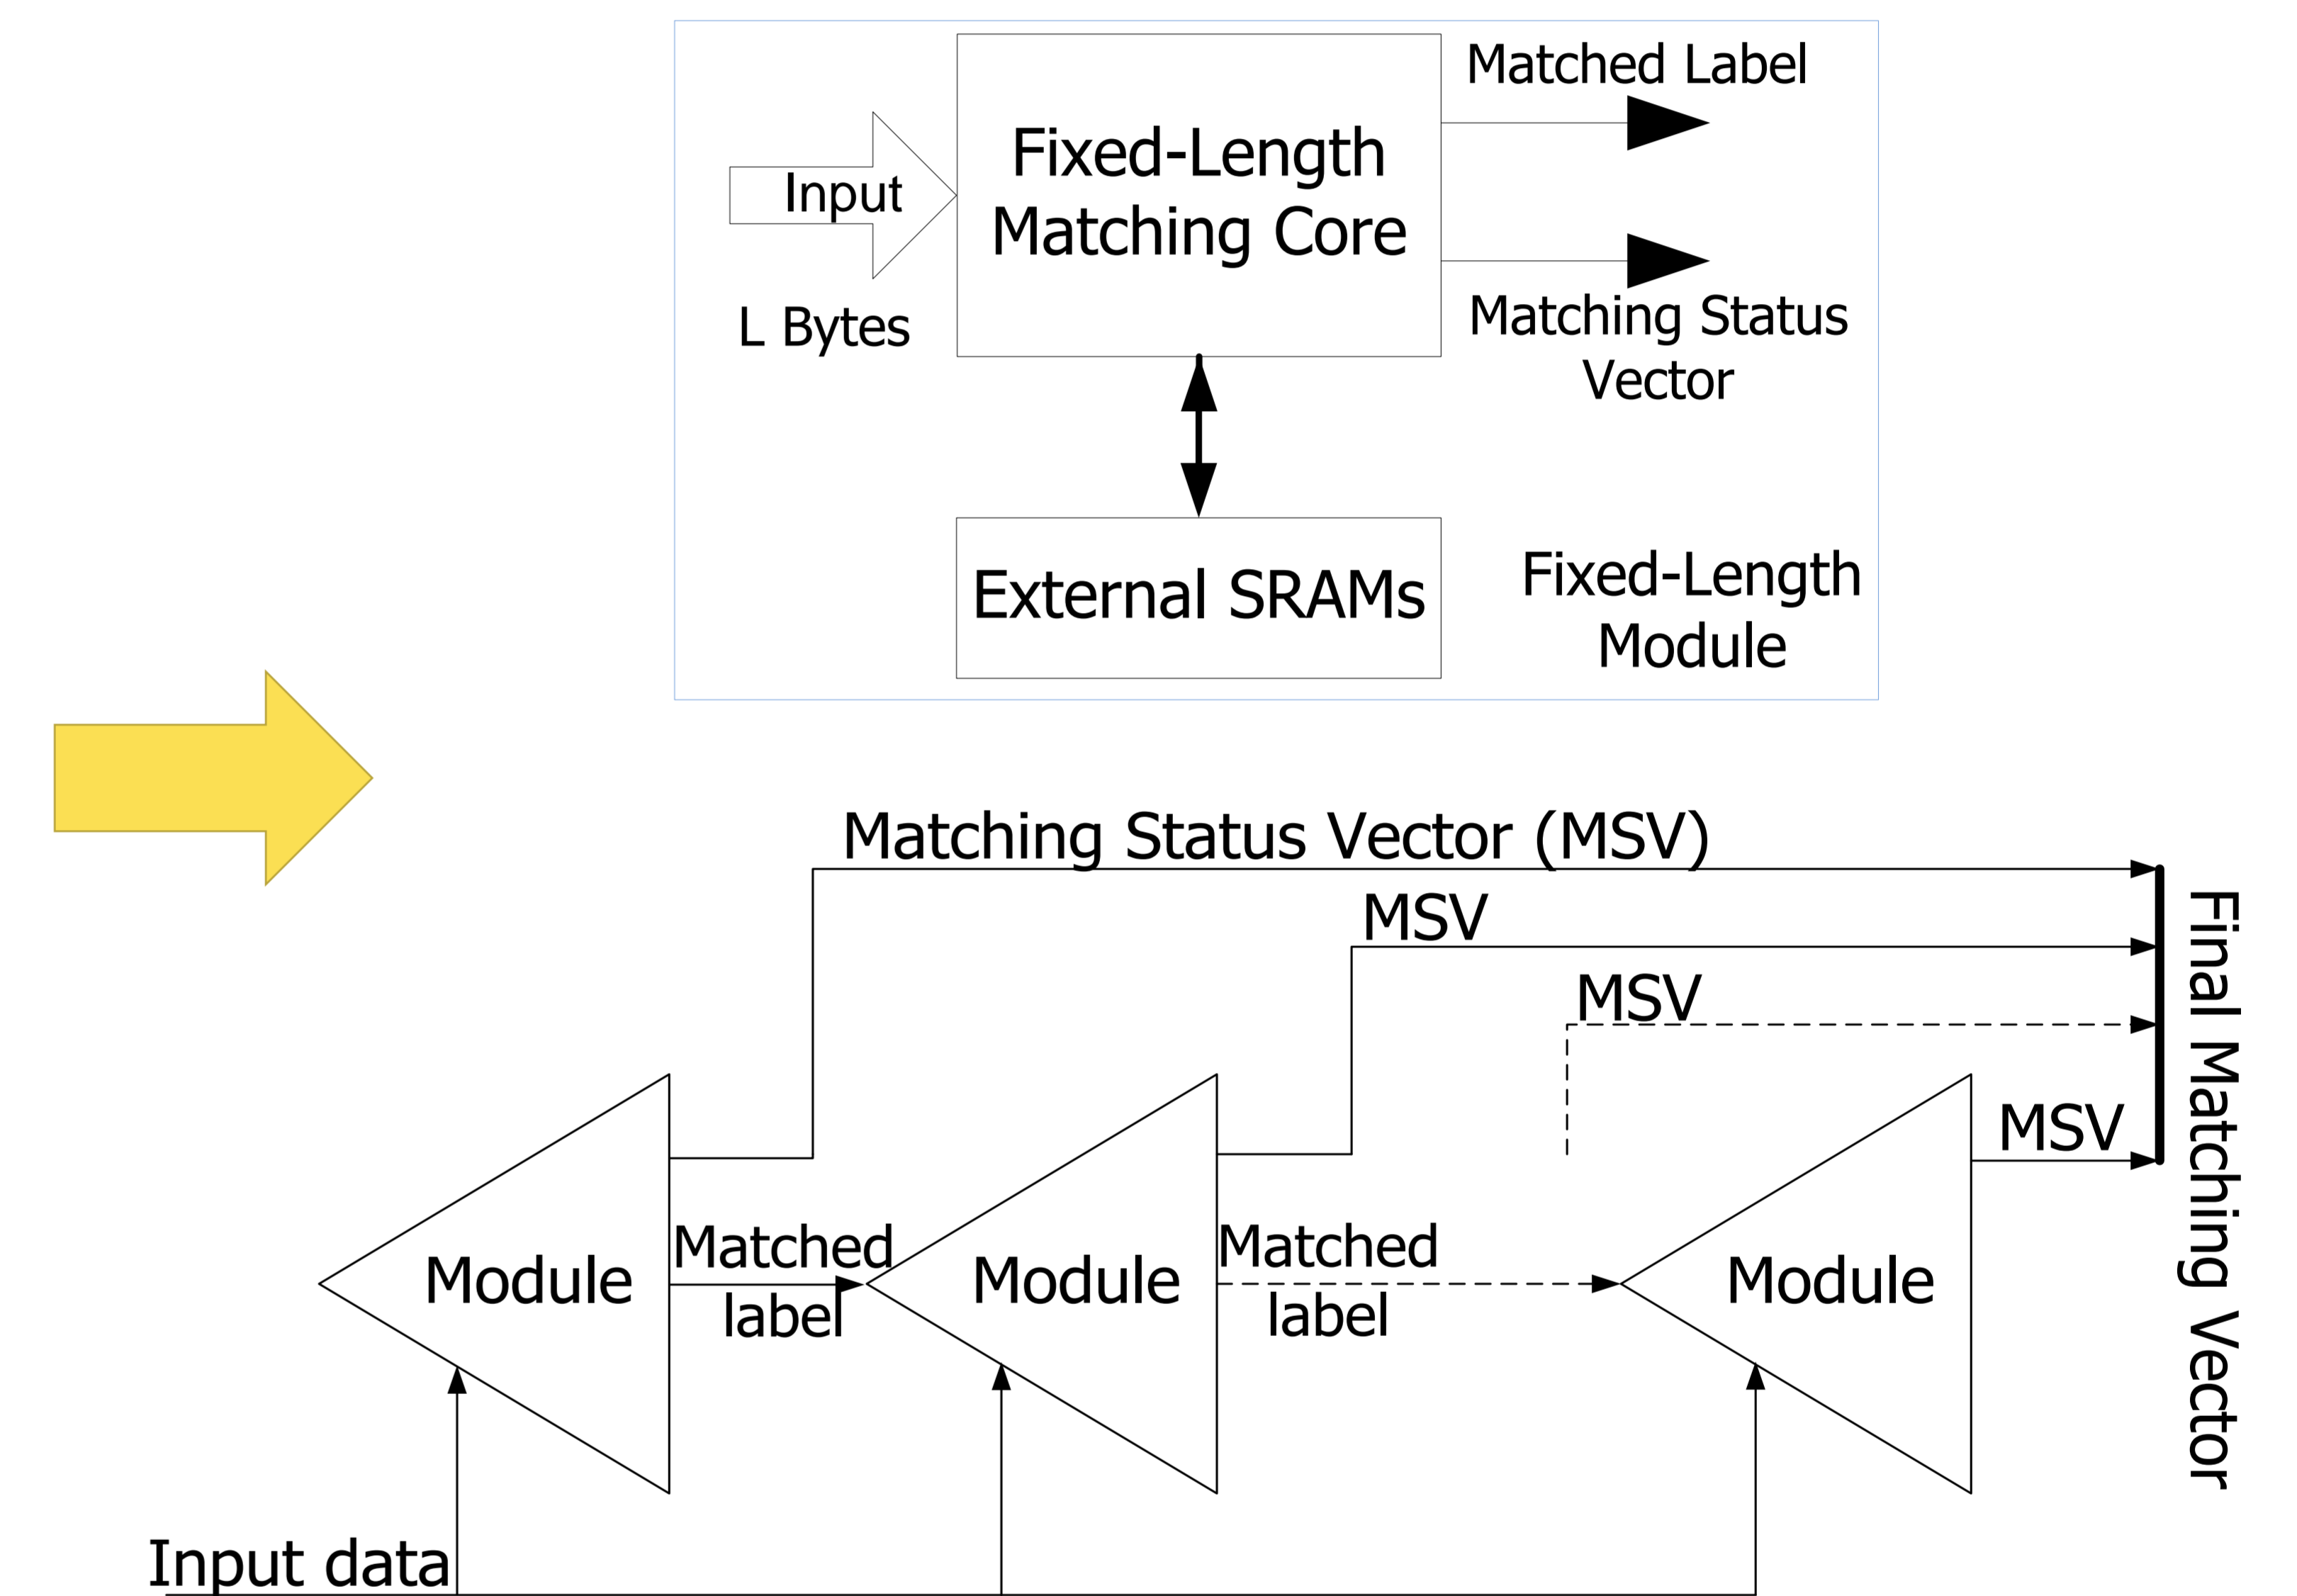 Matched Label
Fixed-Length
Matching Core
Input
L Bytes
Matching Status
Vector
External SRAMs
Fixed-Length
Module
Matching Status Vector (MSV)
MSV
MSV
MSV
Final Matching Vector
Module
Matched
label
Module
Matched
label
Module
Input data